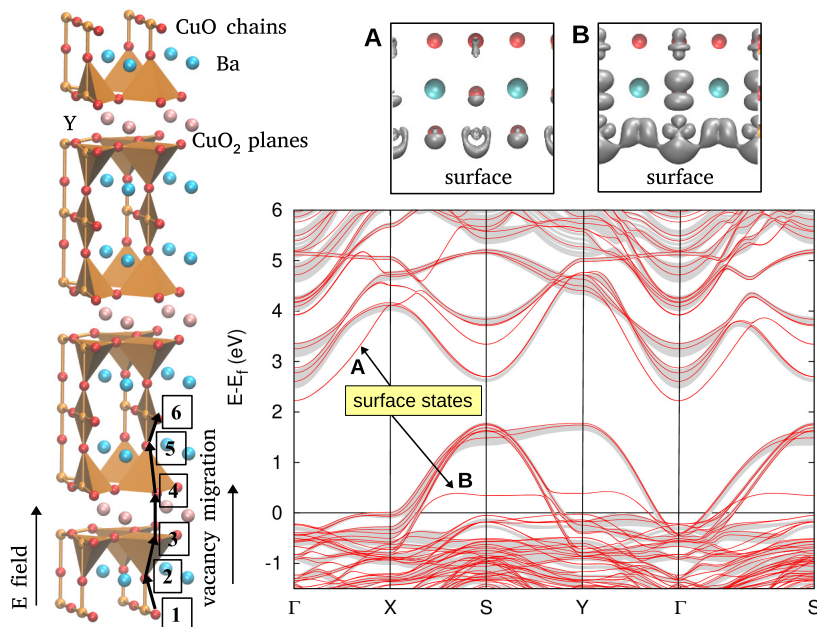 CuO chains
Ba
Y
CuO₂ planes
6
5
4
3
2
1
E field
vacancy migration
A
surface
B
surface
E-E_f (eV)
6
5
4
3
2
1
0
-1
A
surface states
B
Γ X S Y Γ S